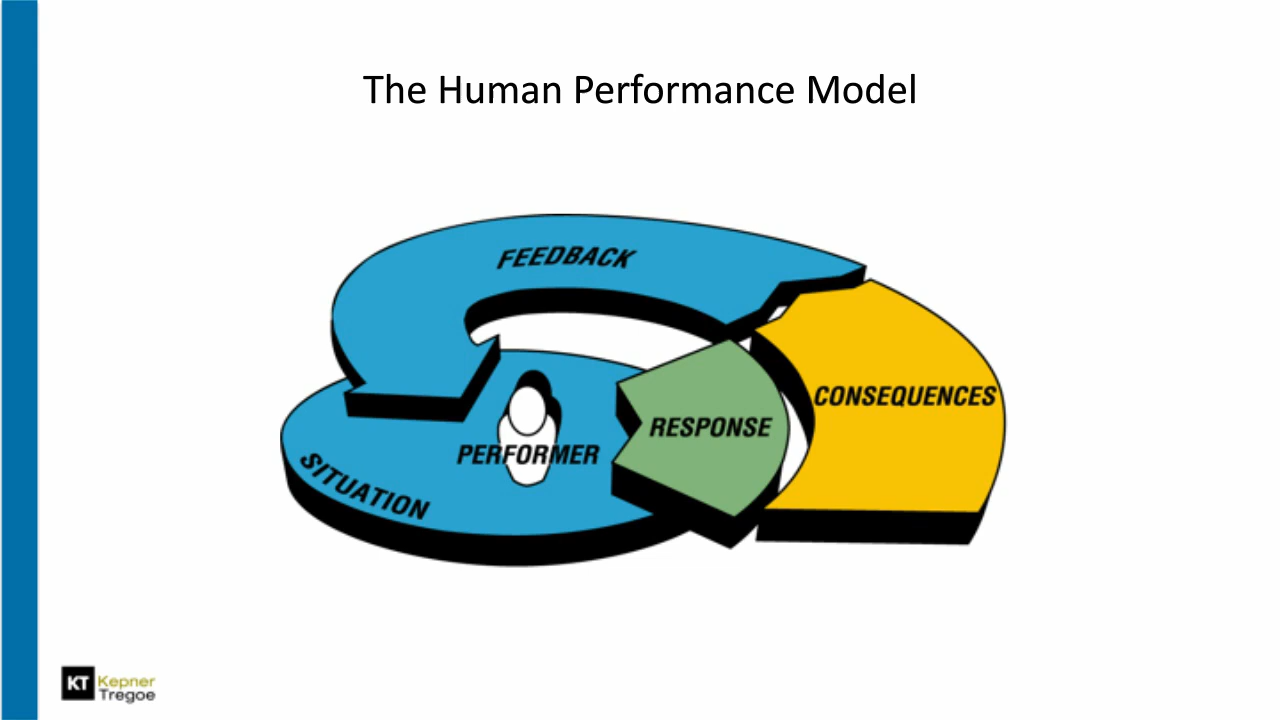 The Human Performance Model
FEEDBACK
CONSEQUENCES
RESPONSE
PERFORMER
SITUATION
KT Kepner
Tregoe